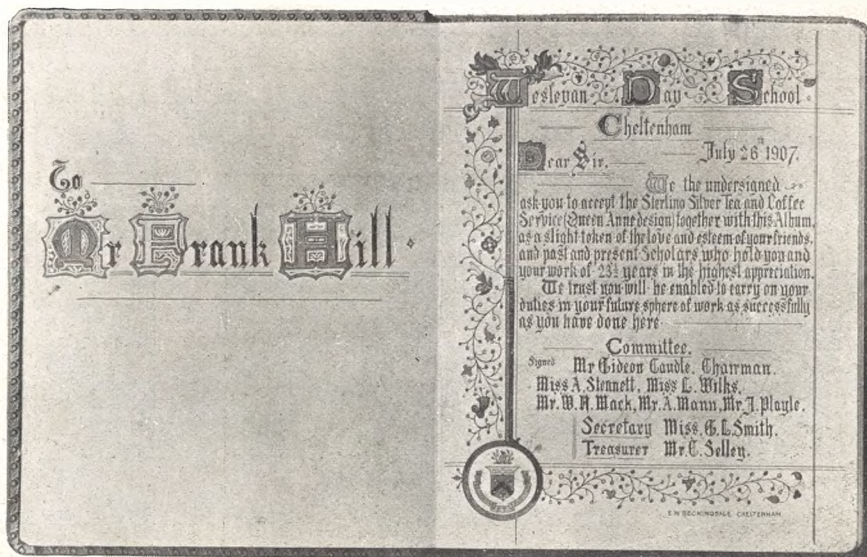 To
Mr Frank Hill
Wesleyan Day School
Cheltenham
Dear Sir. July 26th 1907.
We the undersigned
ask you to accept the Sterling Silver Tea and Coffee
Service (Queen Anne design) together with this Album,
as a slight token of the love and esteem of your friends,
and past and present Scholars who hold you and
your work of 23½ years in the highest appreciation.
We trust you will be enabled to carry on your
duties in your future sphere of work as successfully
as you have done here
Committee.
Signed Mr Gideon Caudle, Chairman.
Miss A. Stennett, Miss L. Wilks,
Mr. W. H. Mack, Mr. A. Mann, Mr. J. Playle.
Secretary Miss. G. L. Smith.
Treasurer Mr. C. Selley.
E. W. BECKINGSALE CHELTENHAM